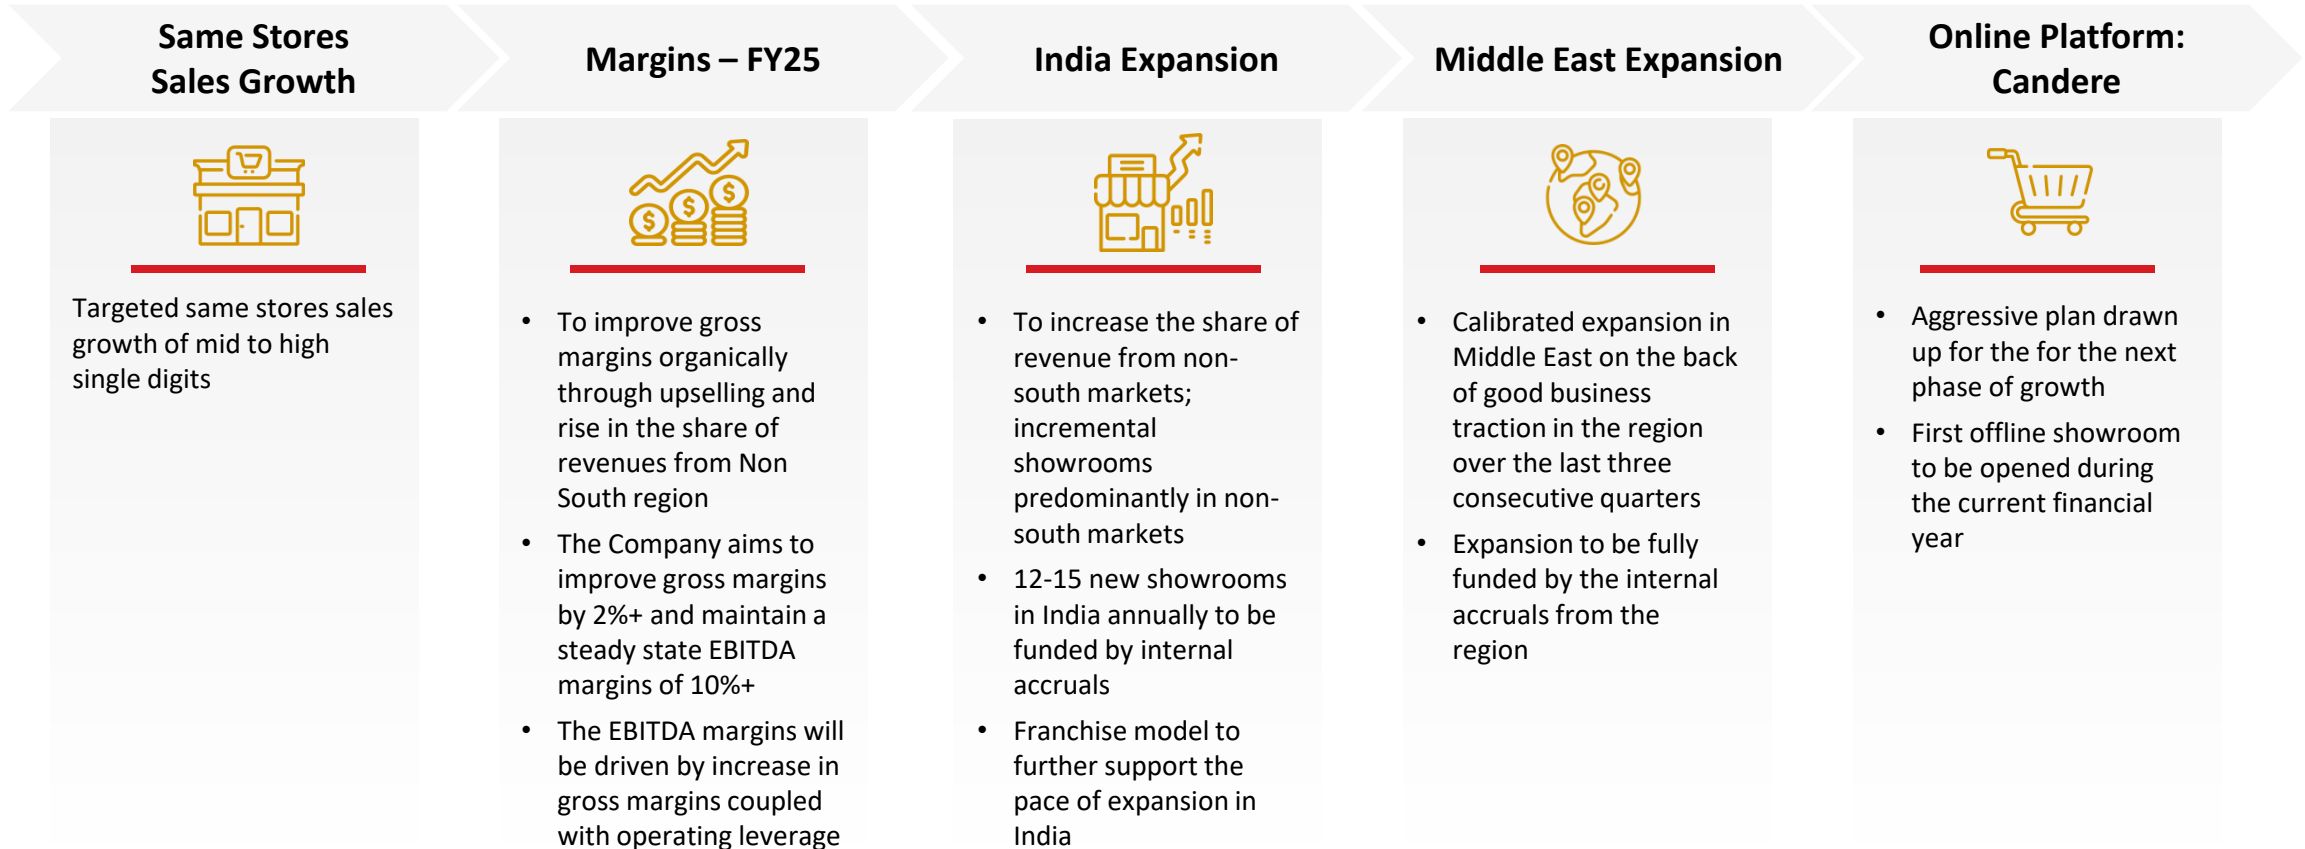 Same Stores
Sales Growth
Margins – FY25
India Expansion
Middle East Expansion
Online Platform:
Candere
Targeted same stores sales
growth of mid to high
single digits
• To improve gross
margins organically
through upselling and
rise in the share of
revenues from Non
South region
• The Company aims to
improve gross margins
by 2%+ and maintain a
steady state EBITDA
margins of 10%+
• The EBITDA margins will
be driven by increase in
gross margins coupled
with operating leverage
• To increase the share of
revenue from non-
south markets;
incremental
showrooms
predominantly in non-
south markets
• 12-15 new showrooms
in India annually to be
funded by internal
accruals
• Franchise model to
further support the
pace of expansion in
India
• Calibrated expansion in
Middle East on the back
of good business
traction in the region
over the last three
consecutive quarters
• Expansion to be fully
funded by the internal
accruals from the
region
• Aggressive plan drawn
up for the for the next
phase of growth
• First offline showroom
to be opened during
the current financial
year